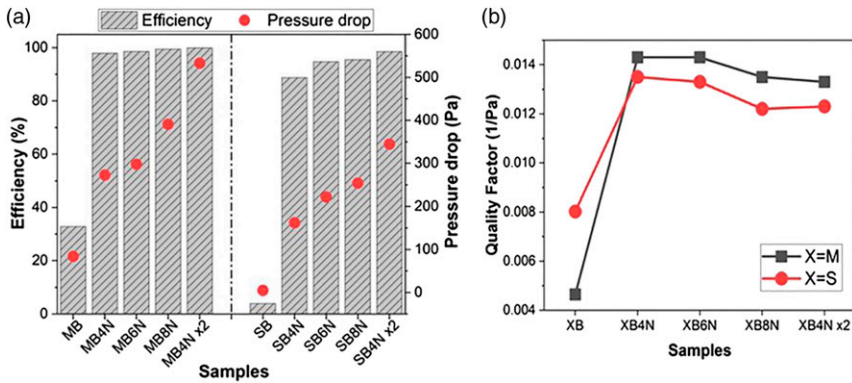 (a)
Efficiency
Pressure drop
100
80
60
40
20
0
Efficiency (%)
600
500
400
300
200
100
0
Pressure drop (Pa)
MB
MB4N
MB6N
MB8N
MB4N x2
SB
SB4N
SB6N
SB8N
SB4N x2
Samples
(b)
0.014
0.012
0.010
0.008
0.006
0.004
Quality Factor (1/Pa)
X=M
X=S
XB
XB4N
XB6N
XB8N
XB4N x2
Samples